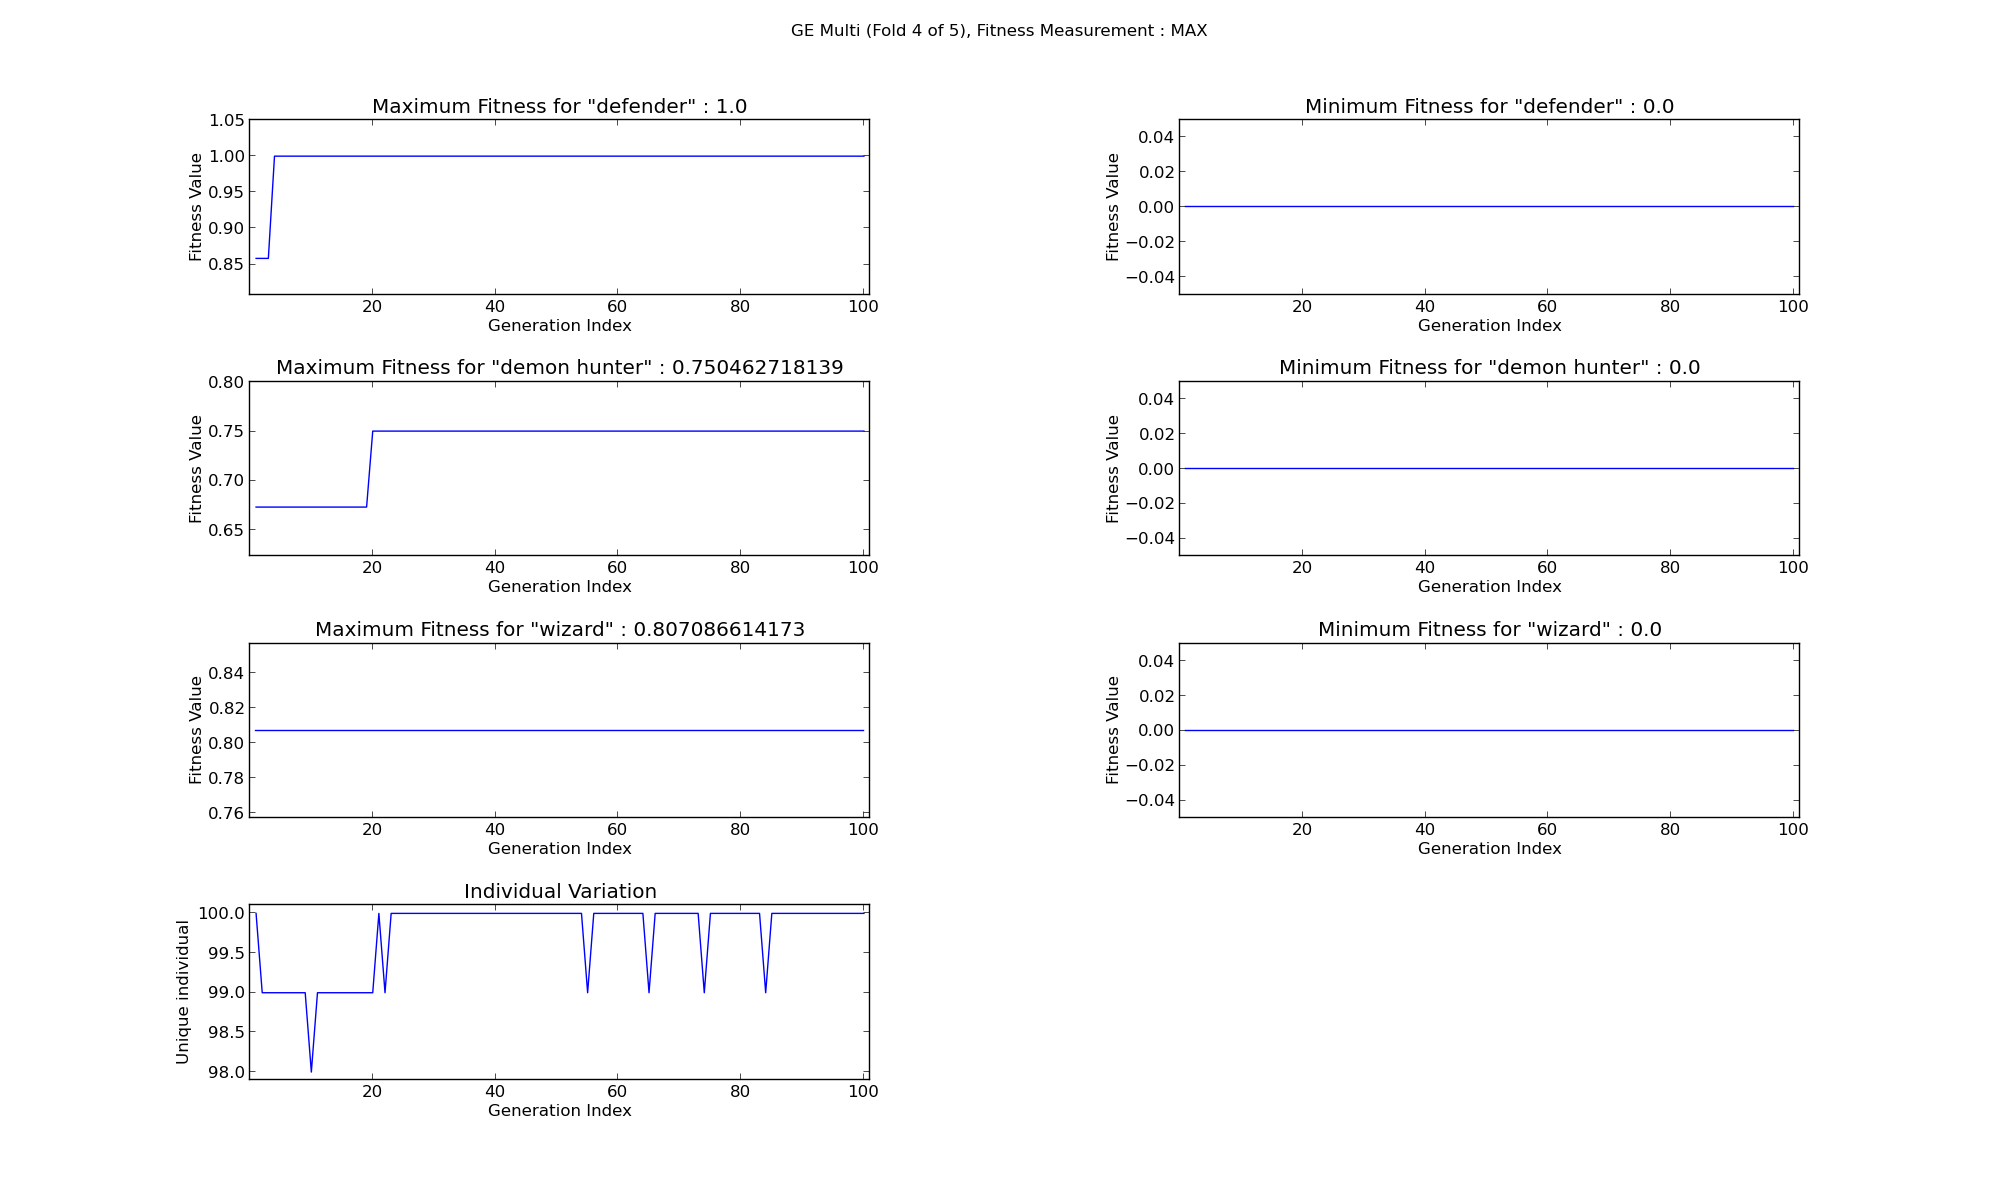 GE Multi (Fold 4 of 5), Fitness Measurement : MAX
Maximum Fitness for "defender" : 1.0
1.05
1.00
0.95
0.90
0.85
Fitness Value
20 40 60 80 100
Generation Index
Minimum Fitness for "defender" : 0.0
0.04
0.02
0.00
−0.02
−0.04
Fitness Value
20 40 60 80 100
Generation Index
Maximum Fitness for "demon hunter" : 0.750462718139
0.80
0.75
0.70
0.65
Fitness Value
20 40 60 80 100
Generation Index
Minimum Fitness for "demon hunter" : 0.0
0.04
0.02
0.00
−0.02
−0.04
Fitness Value
20 40 60 80 100
Generation Index
Maximum Fitness for "wizard" : 0.807086614173
0.84
0.82
0.80
0.78
0.76
Fitness Value
20 40 60 80 100
Generation Index
Minimum Fitness for "wizard" : 0.0
0.04
0.02
0.00
−0.02
−0.04
Fitness Value
20 40 60 80 100
Generation Index
Individual Variation
100.0
99.5
99.0
98.5
98.0
Unique individual
20 40 60 80 100
Generation Index